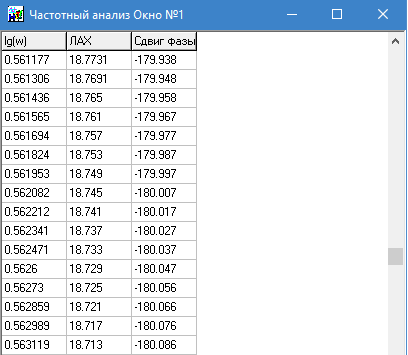 Частотный анализ Окно №1
lg(w) ЛАХ Сдвиг фазы
0.561177 18.7731 -179.938
0.561306 18.7691 -179.948
0.561436 18.765 -179.958
0.561565 18.761 -179.967
0.561694 18.757 -179.977
0.561824 18.753 -179.987
0.561953 18.749 -179.997
0.562082 18.745 -180.007
0.562212 18.741 -180.017
0.562341 18.737 -180.027
0.562471 18.733 -180.037
0.5626 18.729 -180.047
0.56273 18.725 -180.056
0.562859 18.721 -180.066
0.562989 18.717 -180.076
0.563119 18.713 -180.086